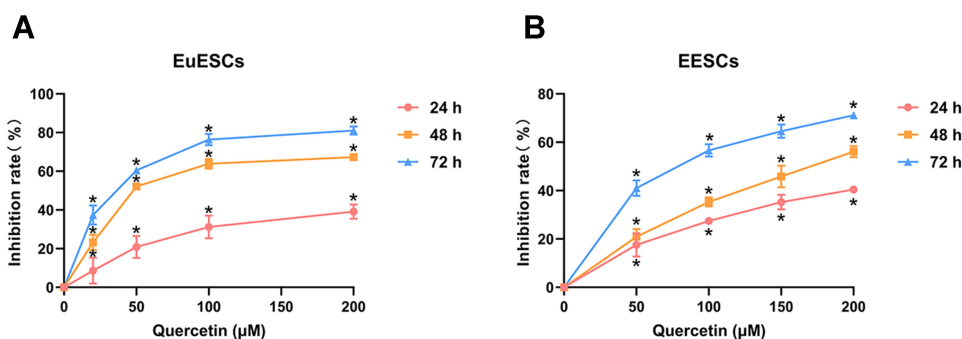 A
EuESCs
Inhibition rate (%)
100
80
60
40
20
0
0 50 100 150 200
Quercetin (μM)
24 h
48 h
72 h
* * * * *
* * * * *
* * *
B
EESCs
Inhibition rate (%)
80
60
40
20
0
0 50 100 150 200
Quercetin (μM)
24 h
48 h
72 h
* * * *
* * * *
* * * *